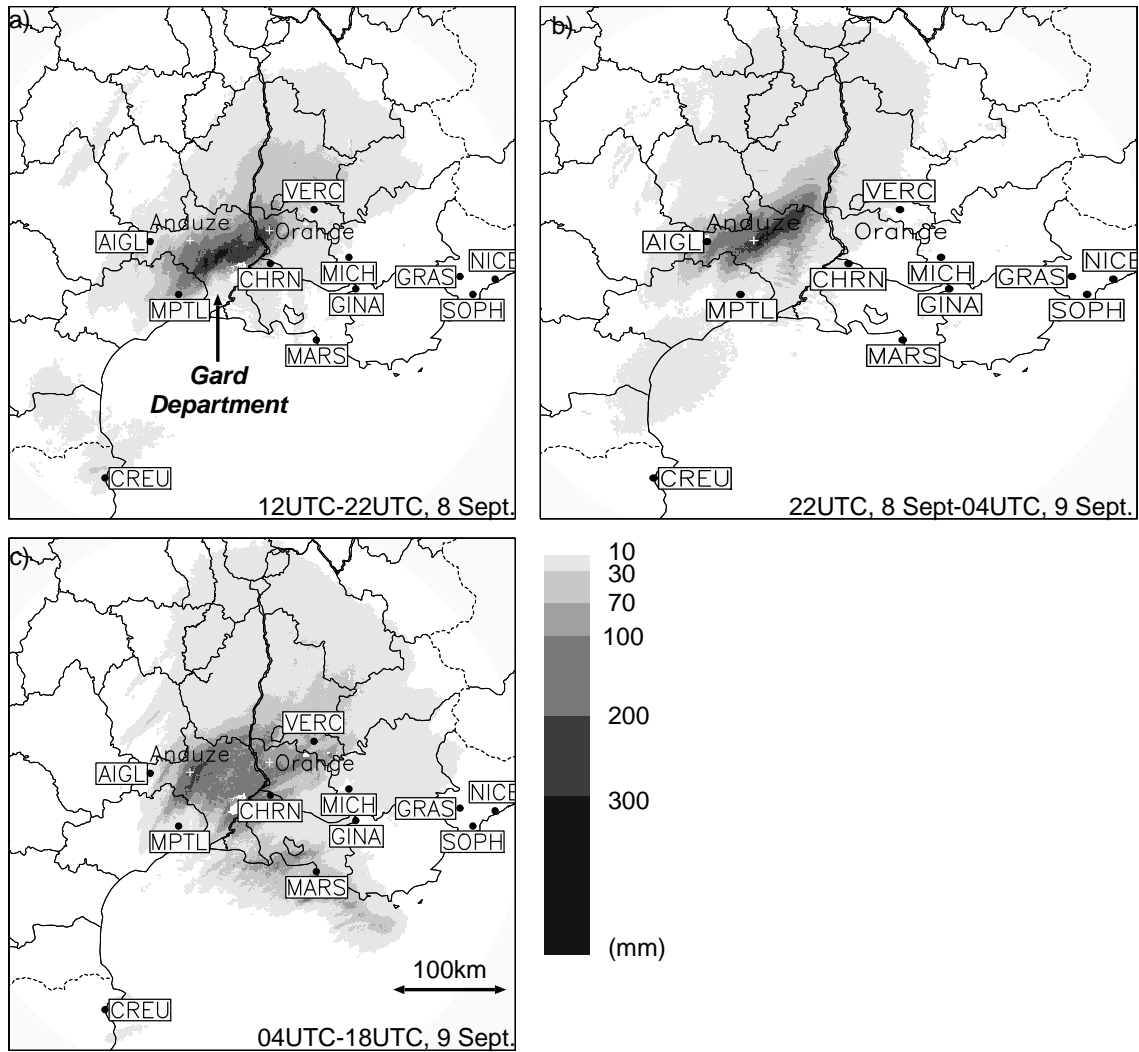 a)
VERC
Anduze
Orange
AIGL
NICE
MICH
GRAS
CHRN
GINA
SOPH
MPTL
MARS
Gard
Department
CREU
12UTC-22UTC, 8 Sept.
b)
VERC
Anduze
Orange
AIGL
NICE
MICH
GRAS
CHRN
GINA
SOPH
MPTL
MARS
CREU
22UTC, 8 Sept-04UTC, 9 Sept.
c)
VERC
Anduze
Orange
AIGL
NICE
MICH
GRAS
CHRN
GINA
SOPH
MPTL
MARS
100km
CREU
04UTC-18UTC, 9 Sept.
10
30
70
100
200
300
(mm)